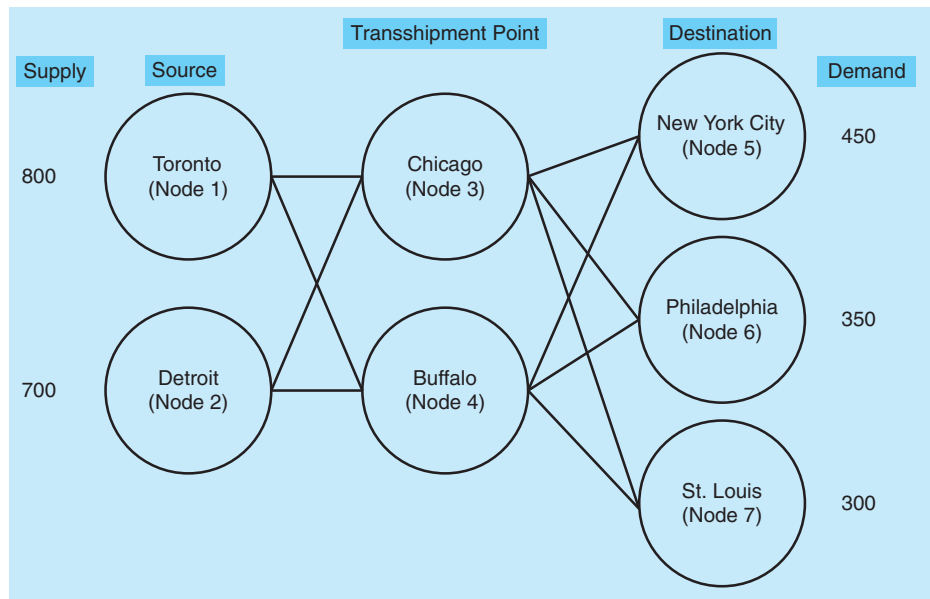 Transshipment Point
Destination
Supply
Source
Demand
800
Toronto
(Node 1)
Chicago
(Node 3)
New York City
(Node 5)
450
Philadelphia
(Node 6)
350
700
Detroit
(Node 2)
Buffalo
(Node 4)
St. Louis
(Node 7)
300